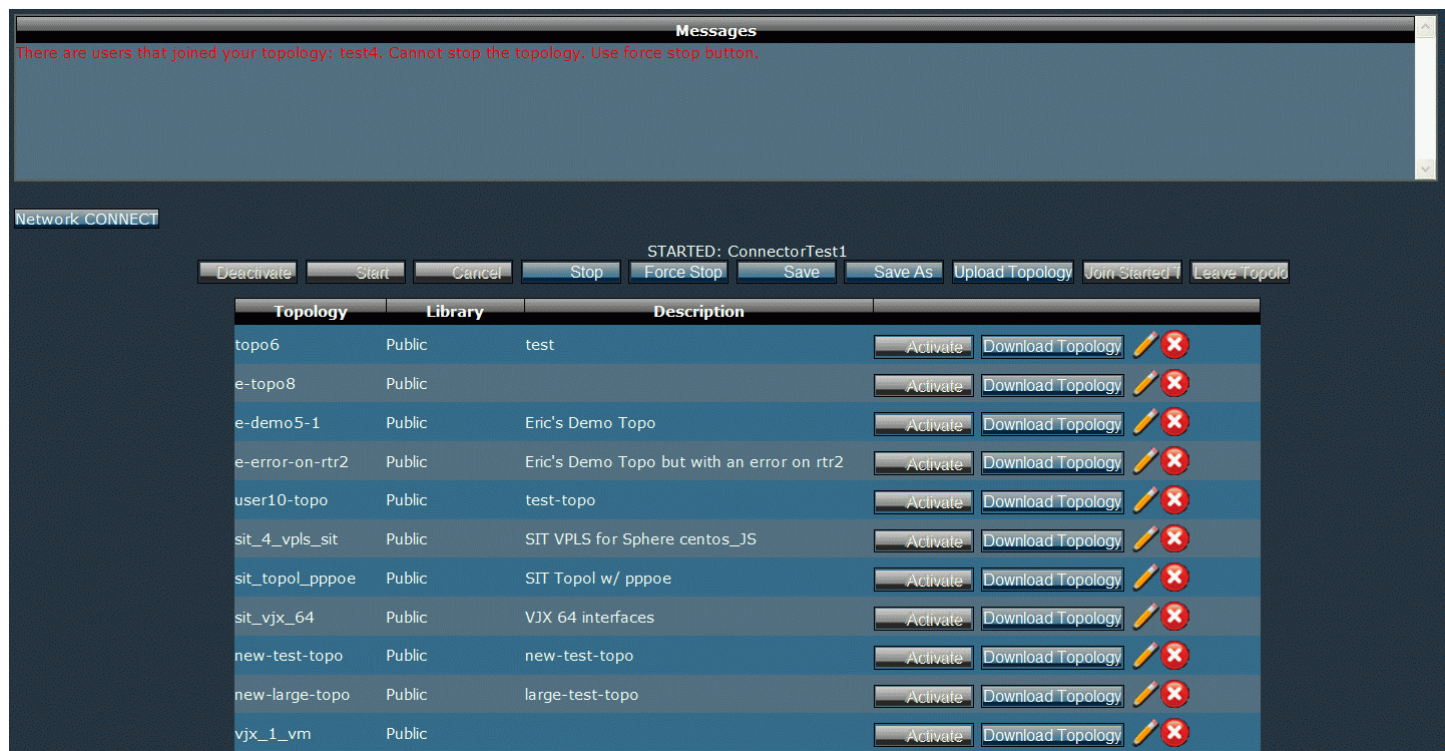 Messages
There are users that joined your topology: test4. Cannot stop the topology. Use force stop button.
Network CONNECT
STARTED: ConnectorTest1
Deactivate Start Cancel Stop Force Stop Save Save As Upload Topology Join Started T Leave Topolo
Topology Library Description
topo6 Public test Activate Download Topology
e-topo8 Public Activate Download Topology
e-demo5-1 Public Eric's Demo Topo Activate Download Topology
e-error-on-rtr2 Public Eric's Demo Topo but with an error on rtr2 Activate Download Topology
user10-topo Public test-topo Activate Download Topology
sit_4_vpls_sit Public SIT VPLS for Sphere centos_JS Activate Download Topology
sit_topol_pppoe Public SIT Topol w/ pppoe Activate Download Topology
sit_vjx_64 Public VJX 64 interfaces Activate Download Topology
new-test-topo Public new-test-topo Activate Download Topology
new-large-topo Public large-test-topo Activate Download Topology
vjx_1_vm Public Activate Download Topology